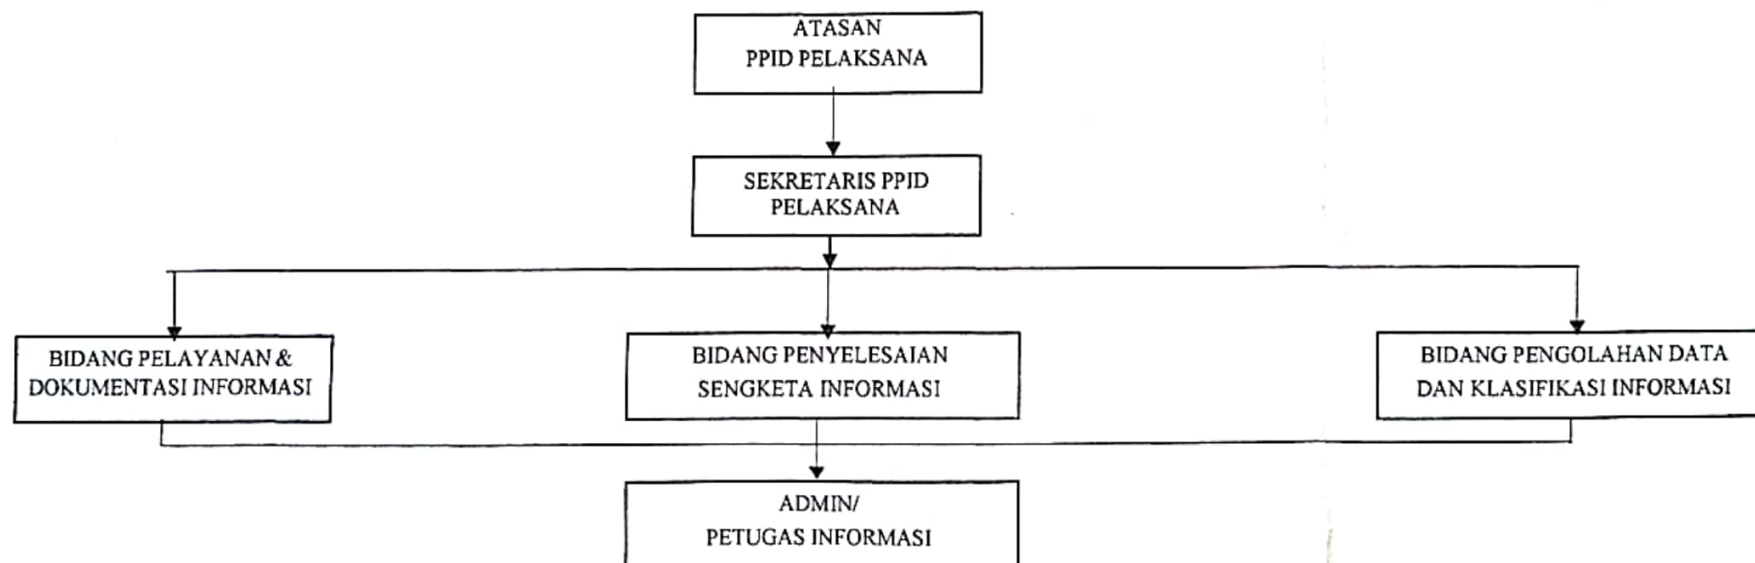 ATASAN
PPID PELAKSANA
SEKRETARIS PPID
PELAKSANA
BIDANG PELAYANAN &
DOKUMENTASI INFORMASI
BIDANG PENYELESAIAN
SENGKETA INFORMASI
BIDANG PENGOLAHAN DATA
DAN KLASIFIKASI INFORMASI
ADMIN/
PETUGAS INFORMASI